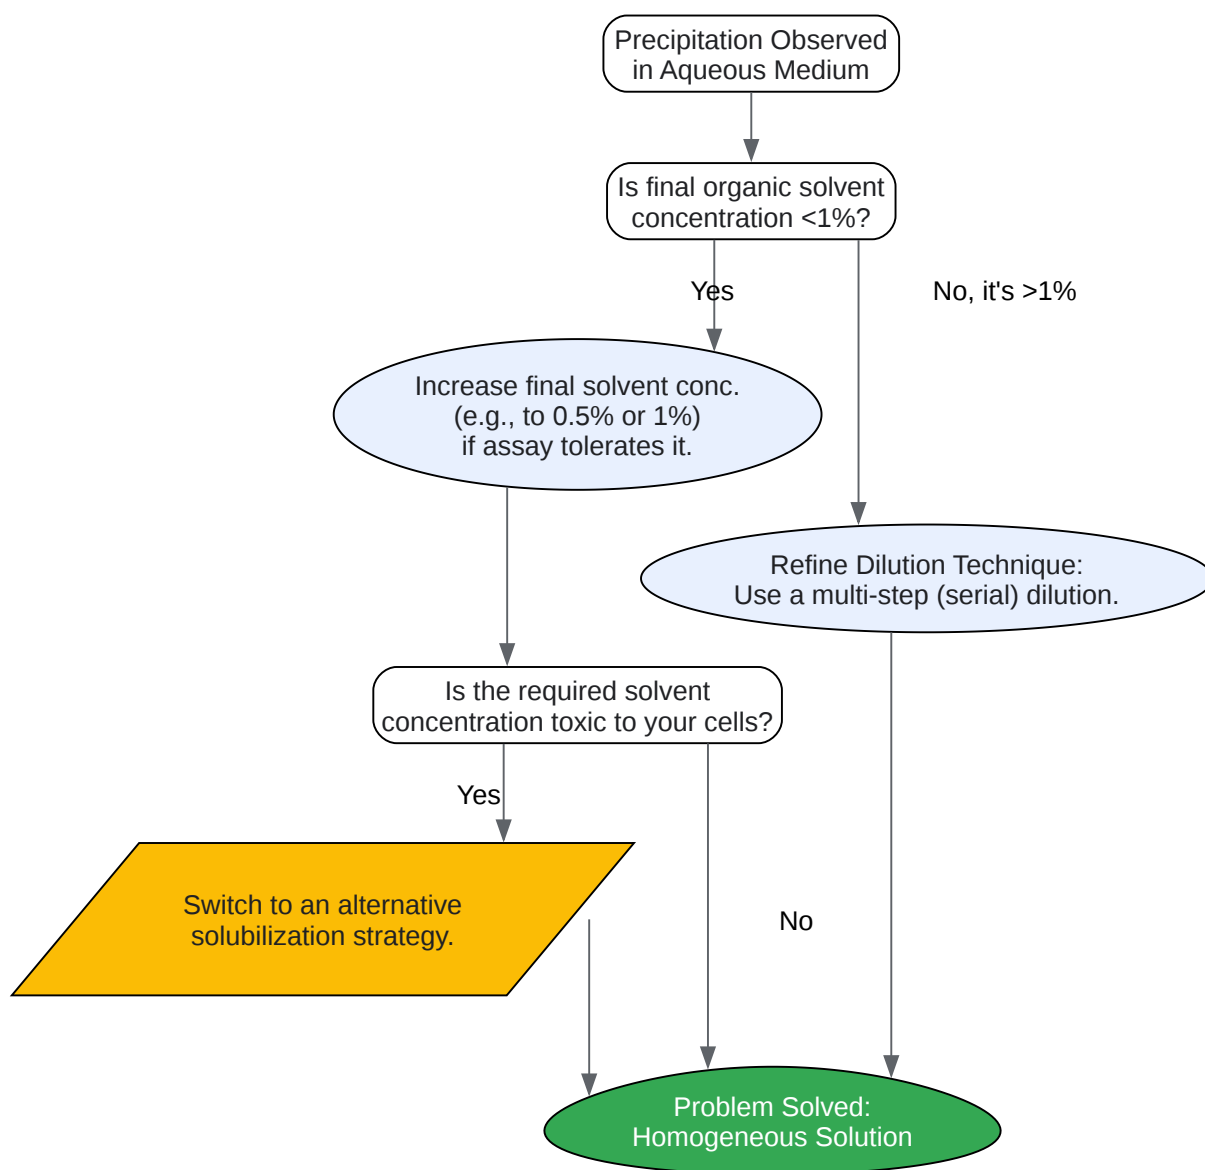 Precipitation Observed
in Aqueous Medium
Is final organic solvent
concentration <1%?
Yes
No, it's >1%
Increase final solvent conc.
(e.g., to 0.5% or 1%)
if assay tolerates it.
Refine Dilution Technique:
Use a multi-step (serial) dilution.
Is the required solvent
concentration toxic to your cells?
Yes
Switch to an alternative
solubilization strategy.
No
Problem Solved:
Homogeneous Solution